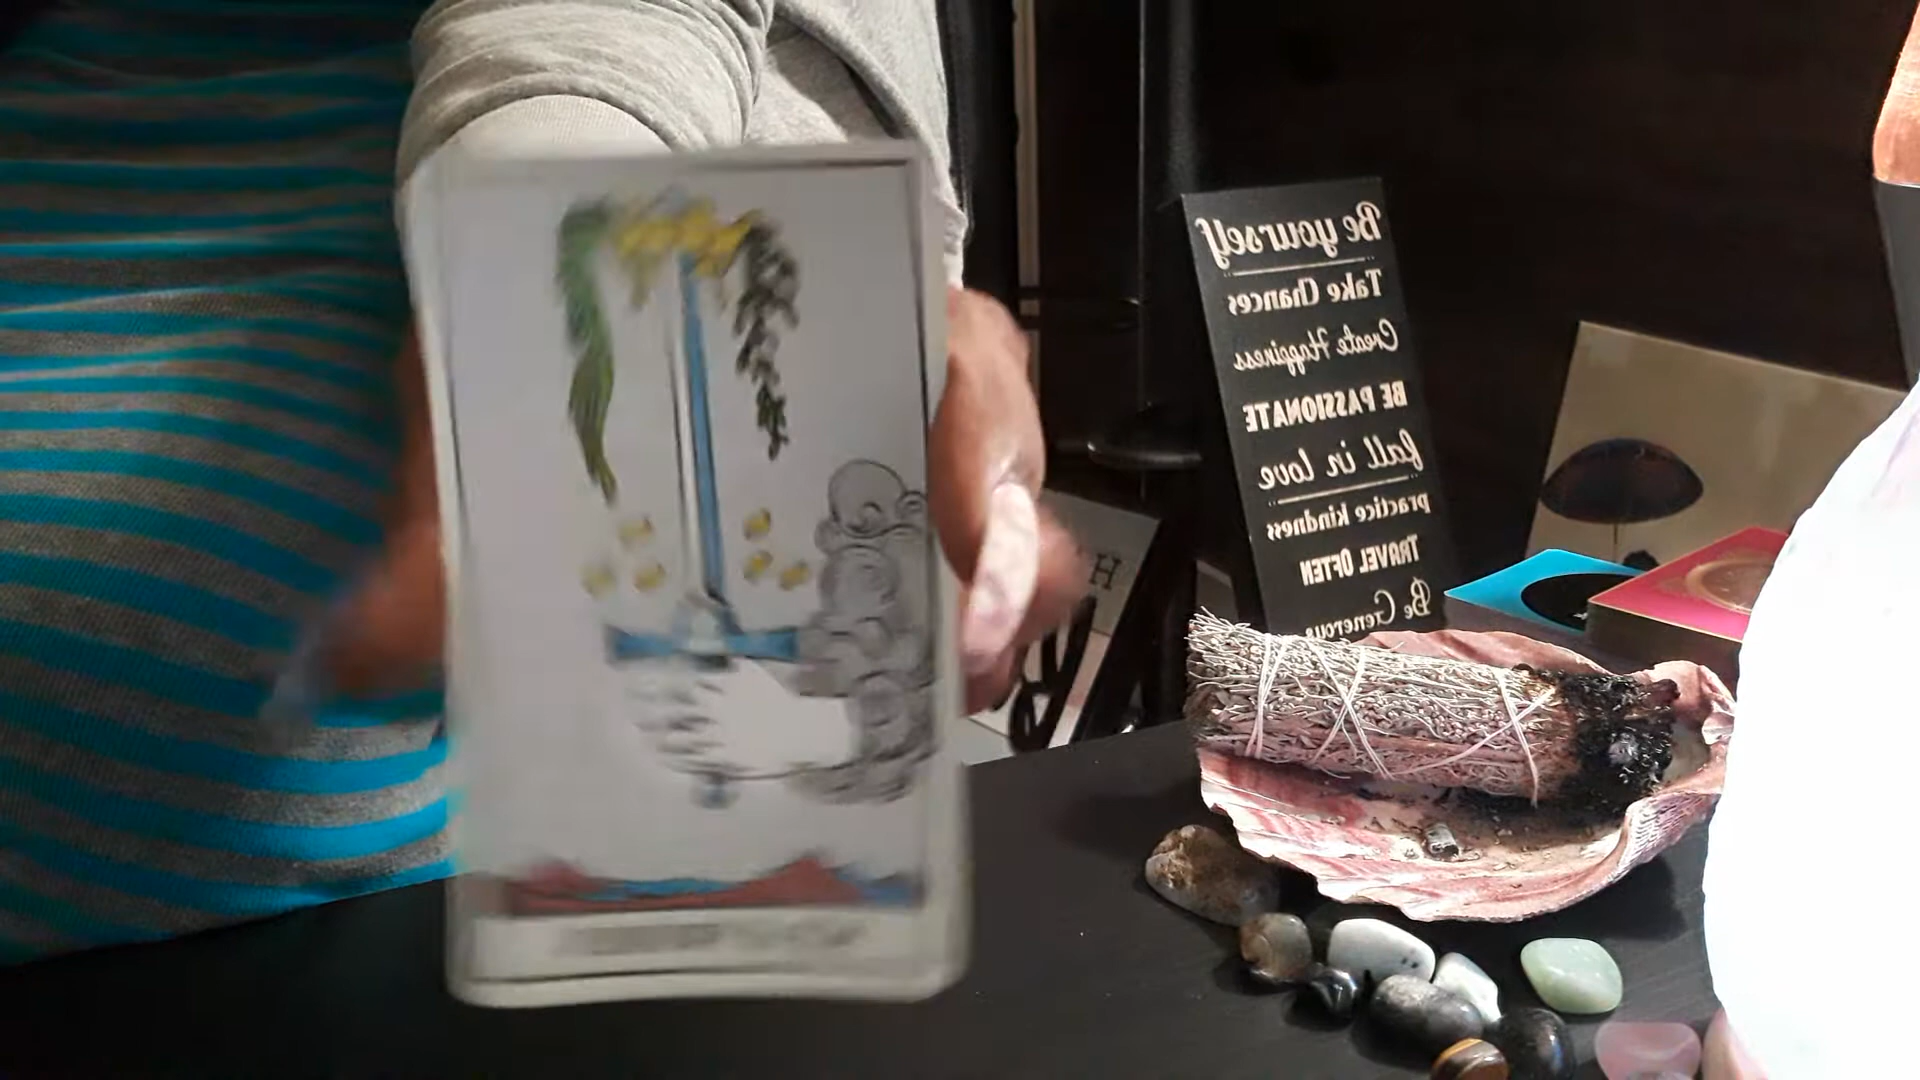 Be yourself
Take Chances
Create Happiness
BE PASSIONATE
fall in love
practice kindness
TRAVEL OFTEN
Be Generous
H